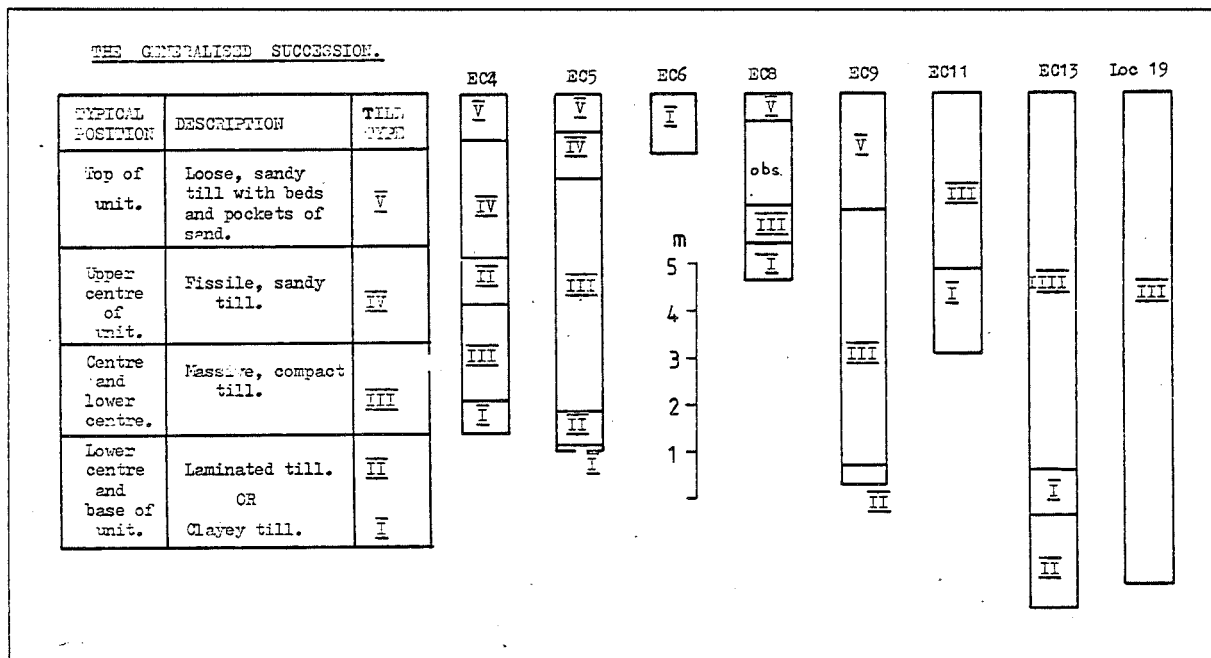 THE GENERALISED SUCCESSION.
TYPICAL POSITION
DESCRIPTION
TILL TYPE
Top of unit.
Loose, sandy till with beds and pockets of sand.
V
Upper centre of unit.
Fissile, sandy till.
IV
Centre and lower centre.
Massive, compact till.
III
Lower centre and base of unit.
Laminated till.
II
OR
Clayey till.
I
EC4
V
IV
II
III
I
EC5
V
IV
III
II
I
EC6
I
m
5
4
3
2
1
EC8
V
obs.
III
I
EC9
V
III
II
EC11
III
I
EC13
IIII
I
II
Loc 19
III